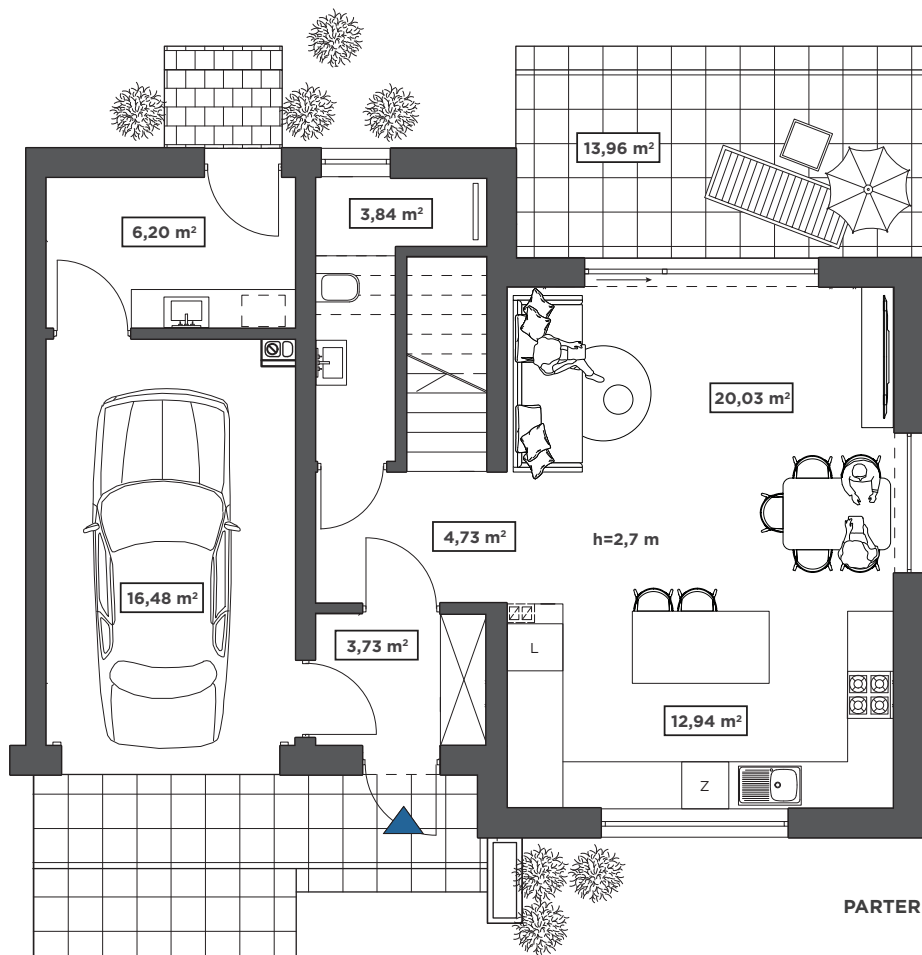 13,96 m²
3,84 m²
6,20 m²
20,03 m²
4,73 m²
h=2,7 m
16,48 m²
3,73 m²
L
12,94 m²
Z
PARTER